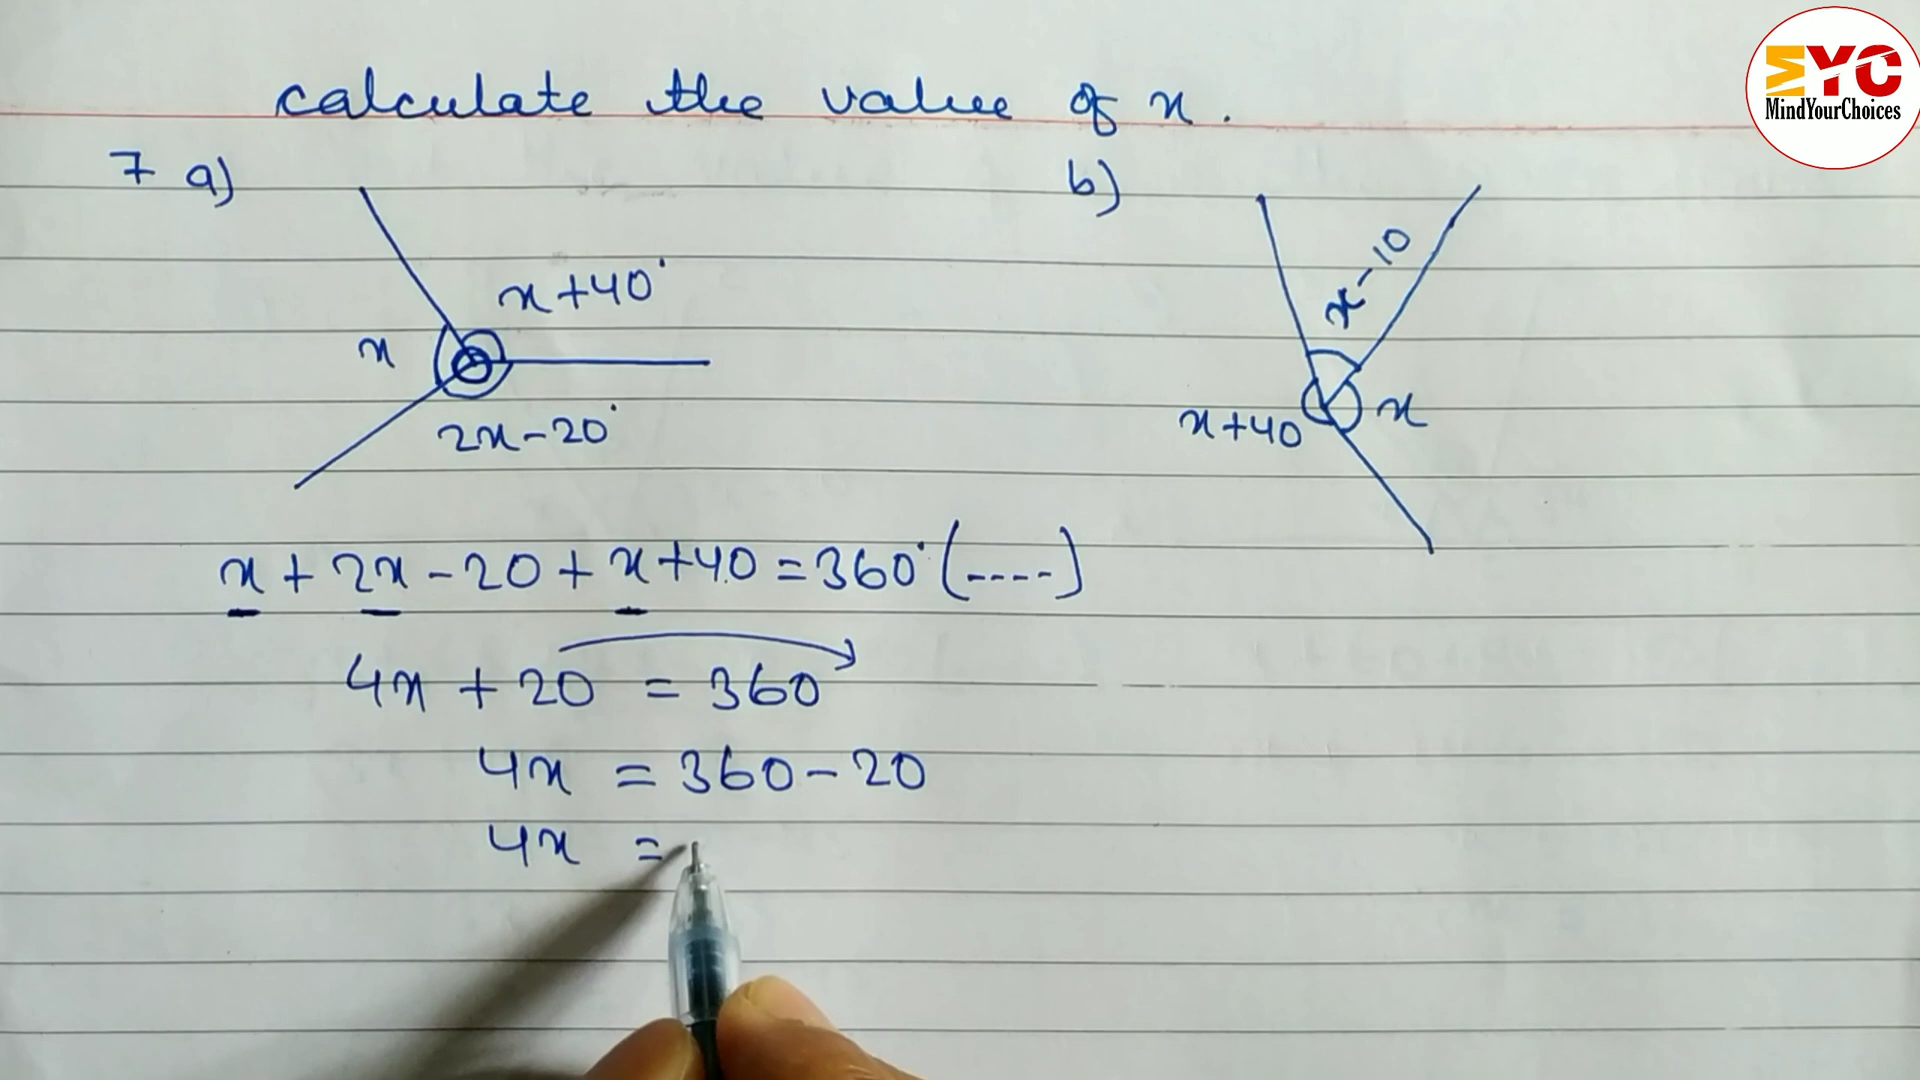 MYC
MindYourChoices
calculate the value of x.
7 a)
x+40°
x
2x-20°
b)
x-10
x+40
x
x + 2x - 20 + x + 40 = 360° (----)
4x + 20 = 360
4x = 360 - 20
4x =